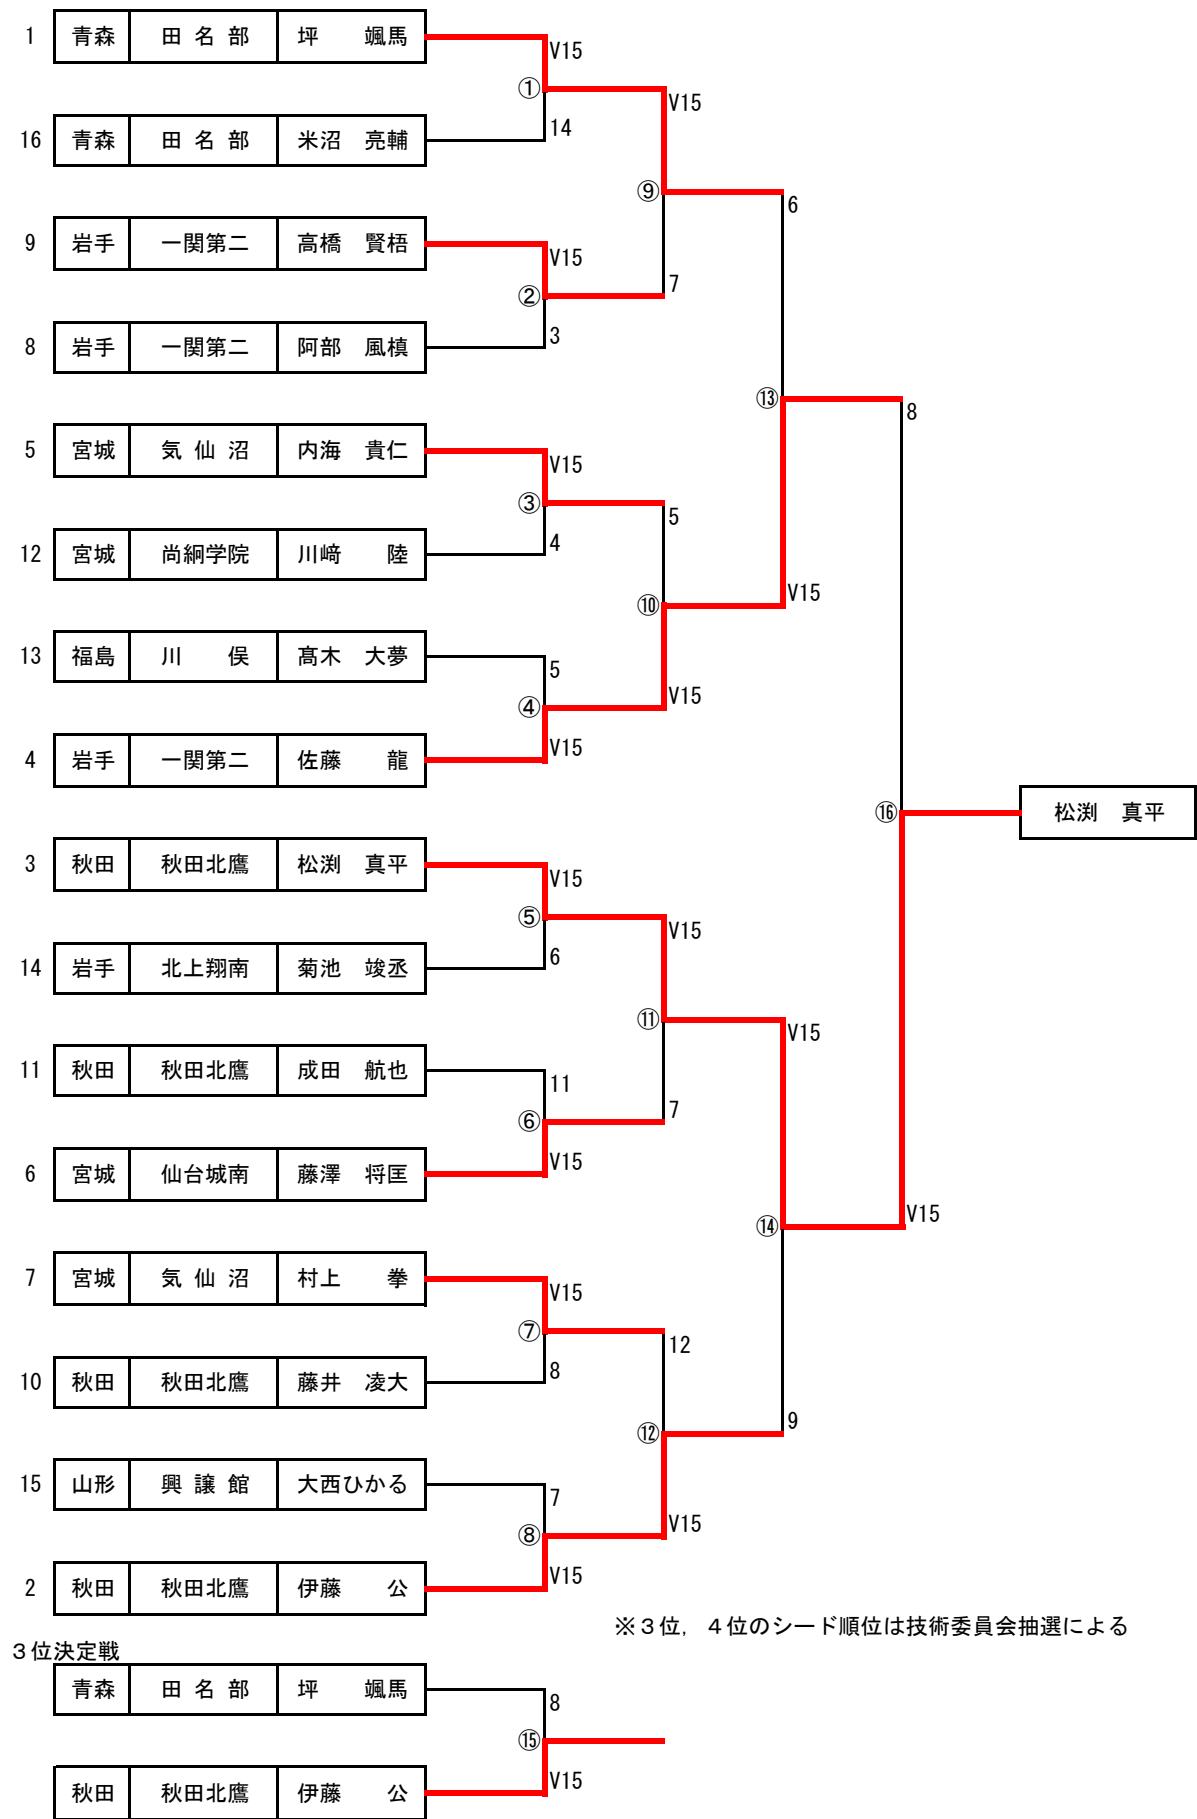 1 青森 田名部 坪　颯馬
V15
①
V15
14
16 青森 田名部 米沼　亮輔
⑨
6
9 岩手 一関第二 高橋　賢梧
V15
②
7
3
8 岩手 一関第二 阿部　風槙
⑬
8
5 宮城 気仙沼 内海　貴仁
V15
③
5
4
12 宮城 尚絅学院 川﨑　陸
⑩
V15
13 福島 川　俣 髙木　大夢
5
④
V15
V15
4 岩手 一関第二 佐藤　龍
⑯
松渕　真平
3 秋田 秋田北鷹 松渕　真平
V15
⑤
V15
6
14 岩手 北上翔南 菊池　竣丞
⑪
V15
11 秋田 秋田北鷹 成田　航也
11
⑥
7
V15
6 宮城 仙台城南 藤澤　将匡
⑭
V15
7 宮城 気仙沼 村上　拳
V15
⑦
12
8
10 秋田 秋田北鷹 藤井　凌大
⑫
9
15 山形 興譲館 大西ひかる
7
⑧
V15
V15
2 秋田 秋田北鷹 伊藤　公
※３位，４位のシード順位は技術委員会抽選による
３位決定戦
青森 田名部 坪　颯馬
8
⑮
V15
秋田 秋田北鷹 伊藤　公